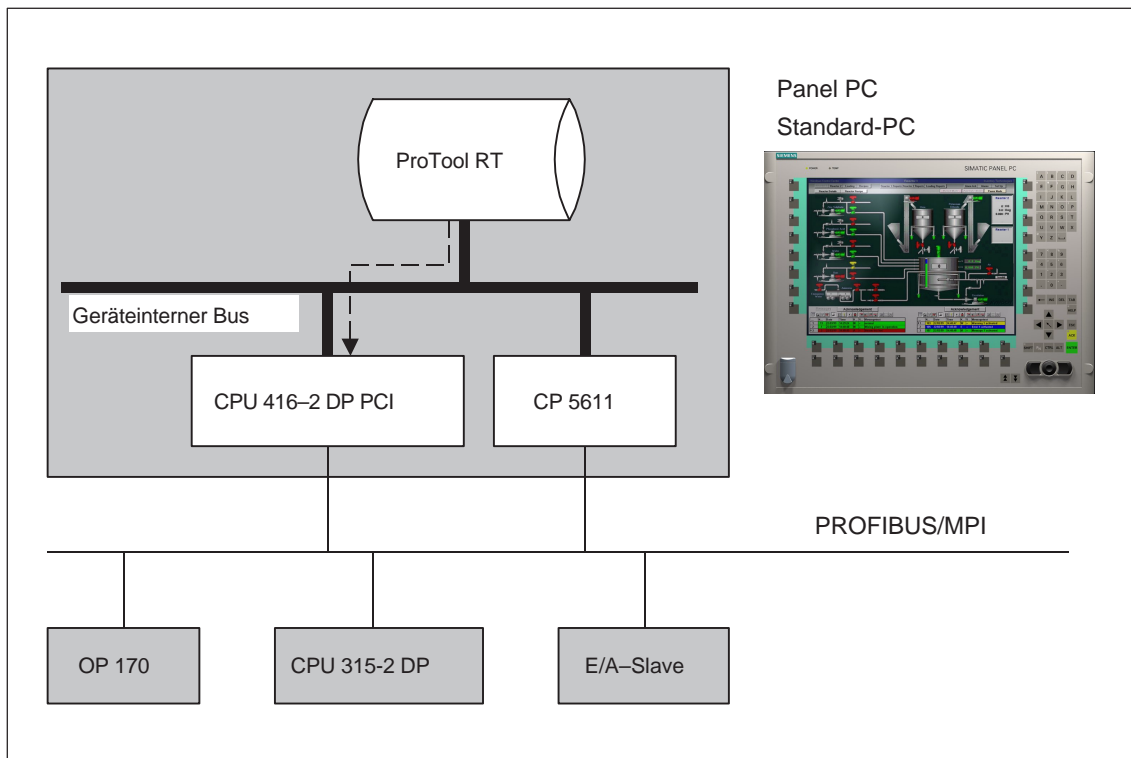 ProTool RT
Geräteinterner Bus
CPU 416–2 DP PCI
CP 5611
Panel PC
Standard-PC
SIEMENS
SIMATIC PANEL PC
PROFIBUS/MPI
OP 170
CPU 315-2 DP
E/A–Slave